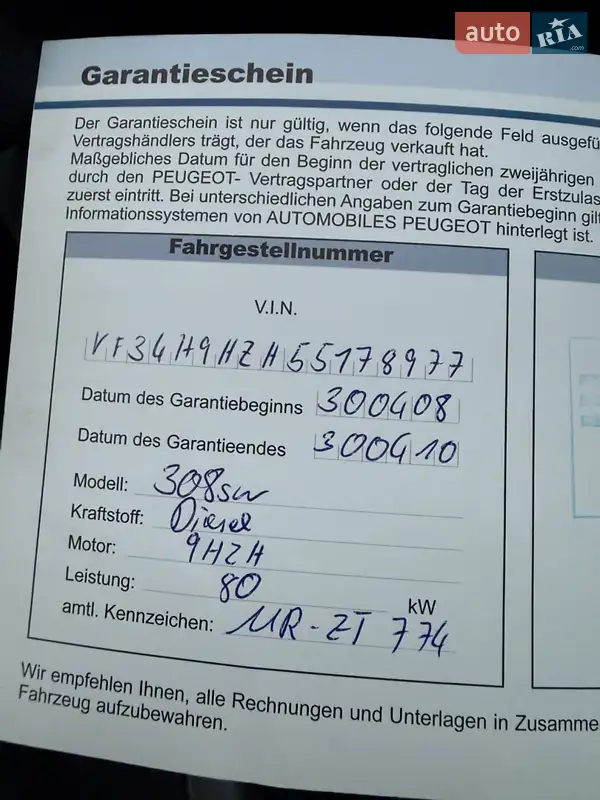 auto RIA .com
Garantieschein
Der Garantieschein ist nur gültig, wenn das folgende Feld ausgefü
Vertragshändlers trägt, der das Fahrzeug verkauft hat.
Maßgebliches Datum für den Beginn der vertraglichen zweijährigen
durch den PEUGEOT- Vertragspartner oder der Tag der Erstzulas
zuerst eintritt. Bei unterschiedlichen Angaben zum Garantiebeginn gilt
Informationssystemen von AUTOMOBILES PEUGEOT hinterlegt ist.
Fahrgestellnummer
V.I.N.
VF34H9HZH55178977
Datum des Garantiebeginns 300408
Datum des Garantieendes 300410
Modell: 308sw
Kraftstoff: Diesel
Motor: 9HZH
Leistung: 80 kW
amtl. Kennzeichen: MR-ZT 774
Wir empfehlen Ihnen, alle Rechnungen und Unterlagen in Zusamme
Fahrzeug aufzubewahren.